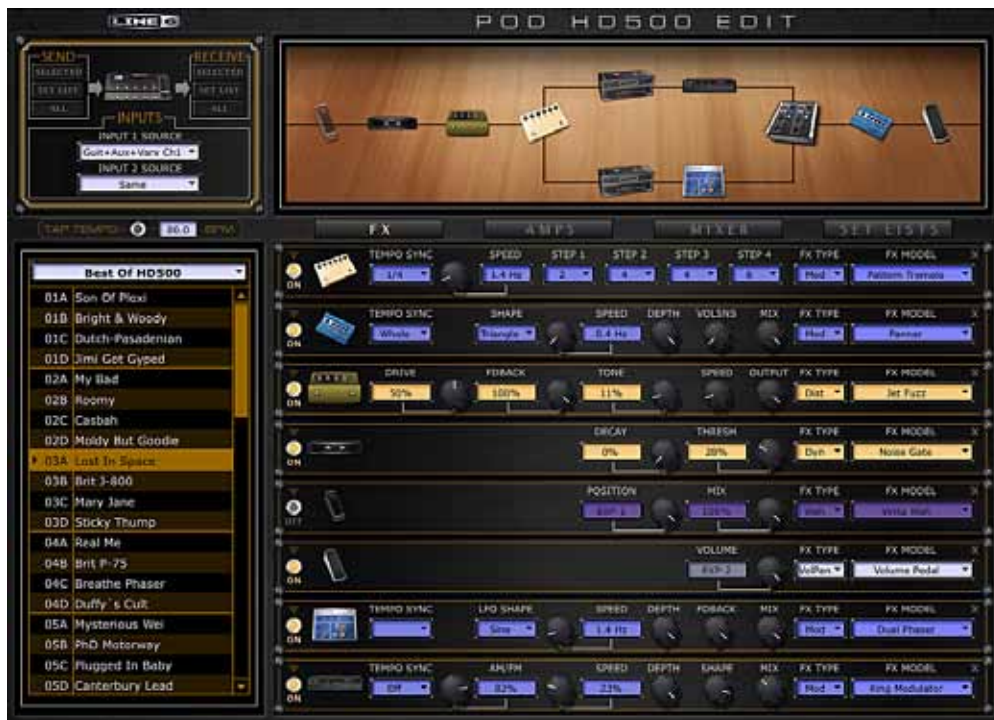 LINE 6
POD HD500 EDIT
SEND
RECEIVE
SELECTED
SELECTED
SET LIST
SET LIST
ALL
ALL
INPUTS
INPUT 1 SOURCE
Guit+Aux+Varx Ch1
INPUT 2 SOURCE
Same
TAP TEMPO
86.0
BPM
FX
AMPS
MIXER
SET LISTS
Best Of HD500
01A Son Of Plexi
01B Bright & Woody
01C Dutch-Pasadenian
01D Jimi Get Gyped
02A My Bad
02B Roomy
02C Casbah
02D Moldy But Goodie
03A Lost In Space
03B Brit J-800
03C Mary Jane
03D Sticky Thump
04A Real Me
04B Brit P-75
04C Breathe Phaser
04D Duffy`s Cult
05A Mysterious Wei
05B PhD Motorway
05C Plugged In Baby
05D Canterbury Lead
TEMPO SYNC SPEED STEP 1 STEP 2 STEP 3 STEP 4 FX TYPE FX MODEL X
ON 1/4 1.4 Hz 2 4 4 6 Mod Pattern Tremolo
TEMPO SYNC SHAPE SPEED DEPTH VOLSNS MIX FX TYPE FX MODEL X
ON Whole Triangle 0.4 Hz Mod Panner
DRIVE FDBACK TONE SPEED OUTPUT FX TYPE FX MODEL X
ON 50% 100% 11% Dist Jet Fuzz
DECAY THRESH FX TYPE FX MODEL X
ON 0% 20% Dyn Noise Gate
POSITION MIX FX TYPE FX MODEL X
OFF EXP-1 100% Wah
VOLUME FX TYPE FX MODEL X
ON EXP-2 VolPan Volume Pedal
TEMPO SYNC LFO SHAPE SPEED DEPTH FDBACK MIX FX TYPE FX MODEL X
ON Sine 1.4 Hz Mod Dual Phaser
TEMPO SYNC AM/FM SPEED DEPTH SHAPE MIX FX TYPE FX MODEL X
ON Off 82% 23% Mod Ring Modulator